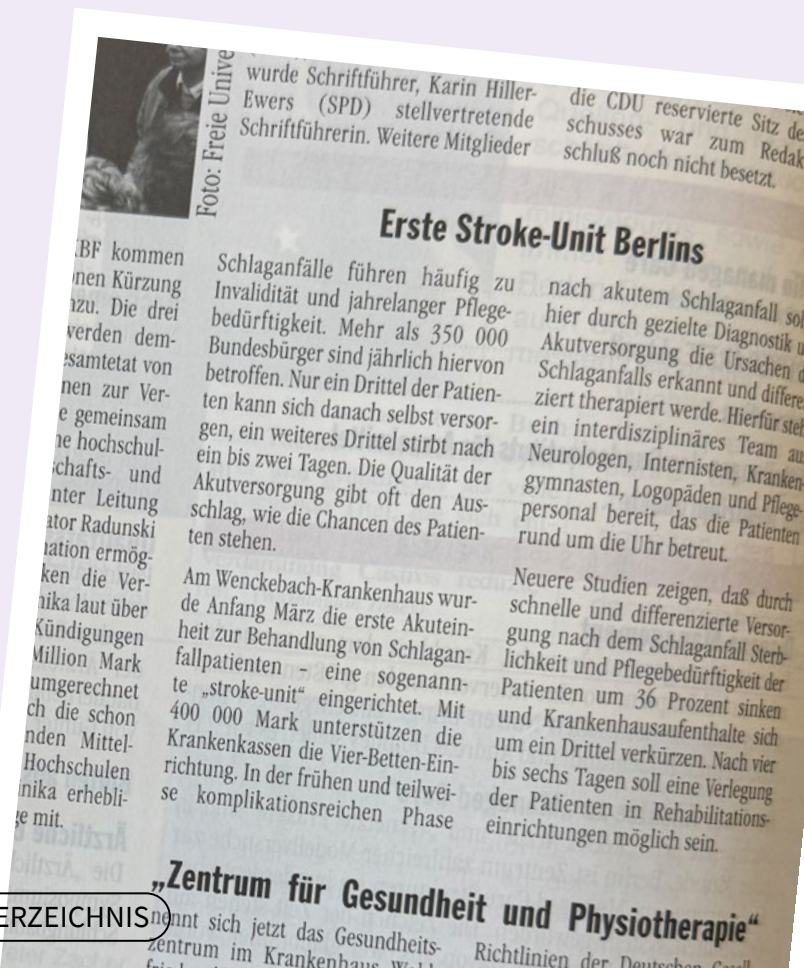 Foto: Freie Unive
wurde Schriftführer, Karin Hiller-
Ewers (SPD) stellvertretende
Schriftführerin. Weitere Mitglieder
die CDU reservierte Sitz de
schusses war zum Redak
schluß noch nicht besetzt.
BF kommen
nen Kürzung
zu. Die drei
werden dem-
esamtetat von
nen zur Ver-
e gemeinsam
he hochschul-
schafts- und
nter Leitung
ator Radunski
nation ermög-
ken die Ver-
nika laut über
Kündigungen
Million Mark
umgerechnet
ch die schon
nden Mittel-
Hochschulen
nika erhebli-
ge mit.
Erste Stroke-Unit Berlins
Schlaganfälle führen häufig zu
Invalidität und jahrelanger Pflege-
bedürftigkeit. Mehr als 350 000
Bundesbürger sind jährlich hiervon
betroffen. Nur ein Drittel der Patien-
ten kann sich danach selbst versor-
gen, ein weiteres Drittel stirbt nach
ein bis zwei Tagen. Die Qualität der
Akutversorgung gibt oft den Aus-
schlag, wie die Chancen des Patien-
ten stehen.
Am Wenckebach-Krankenhaus wur-
de Anfang März die erste Akutein-
heit zur Behandlung von Schlagan-
fallpatienten – eine sogenann-
te „stroke-unit“ eingerichtet. Mit
400 000 Mark unterstützen die
Krankenkassen die Vier-Betten-Ein-
richtung. In der frühen und teilwei-
se komplikationsreichen Phase
nach akutem Schlaganfall sol
hier durch gezielte Diagnostik u
Akutversorgung die Ursachen d
Schlaganfalls erkannt und differe
ziert therapiert werde. Hierfür steh
ein interdisziplinäres Team au
Neurologen, Internisten, Kranken-
gymnasten, Logopäden und Pflege-
personal bereit, das die Patienten
rund um die Uhr betreut.
Neuere Studien zeigen, daß durch
schnelle und differenzierte Versor-
gung nach dem Schlaganfall Sterb-
lichkeit und Pflegebedürftigkeit der
Patienten um 36 Prozent sinken
und Krankenhausaufenthalte sich
um ein Drittel verkürzen. Nach vier
bis sechs Tagen soll eine Verlegung
der Patienten in Rehabilitations-
einrichtungen möglich sein.
„Zentrum für Gesundheit und Physiotherapie“
nennt sich jetzt das Gesundheits-
zentrum im Krankenhaus
Richtlinien der Deutschen
ERZEICHNIS